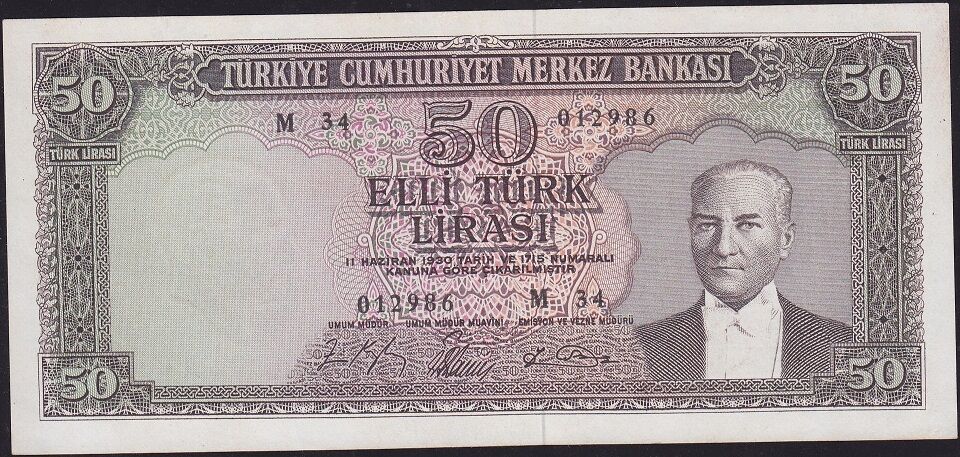 50 TÜRKİYE CUMHURİYET MERKEZ BANKASI 50
M 34 50 012986
TÜRK LİRASI TÜRK LİRASI
ELLİ TÜRK
LİRASI
11 HAZİRAN 1930 TARİH VE 1715 NUMARALI
KANUNA GÖRE ÇIKARILMIŞTIR
012986 M 34
UMUM MÜDÜR UMUM MÜDÜR MUAVİNİ EMİSYON VE VEZNE MÜDÜRÜ
50 50